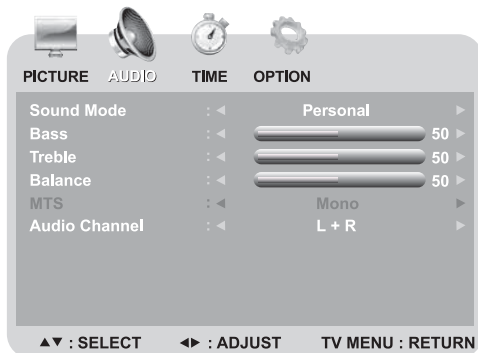 PICTURE AUDIO TIME OPTION
Sound Mode : ◀ Personal ▶
Bass : ◀ 50 ▶
Treble : ◀ 50 ▶
Balance : ◀ 50 ▶
MTS : ◀ Mono ▶
Audio Channel : ◀ L + R ▶
▲▼ : SELECT ◀▶ : ADJUST TV MENU : RETURN